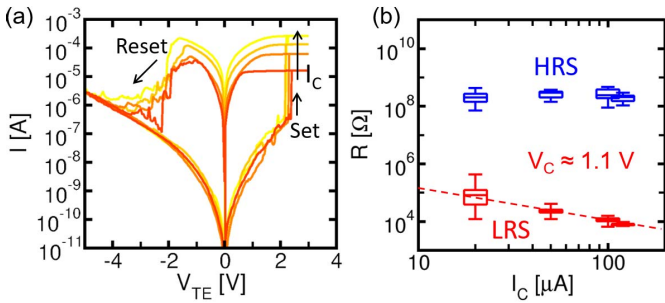 (a)
10⁻³
10⁻⁴
10⁻⁵
10⁻⁶
10⁻⁷
10⁻⁸
10⁻⁹
10⁻¹⁰
10⁻¹¹
I [A]
Reset
I_C
Set
-4 -2 0 2 4
V_TE [V]
(b)
10¹⁰
10⁸
10⁶
10⁴
R [Ω]
HRS
V_C ≈ 1.1 V
LRS
10 100
I_C [μA]